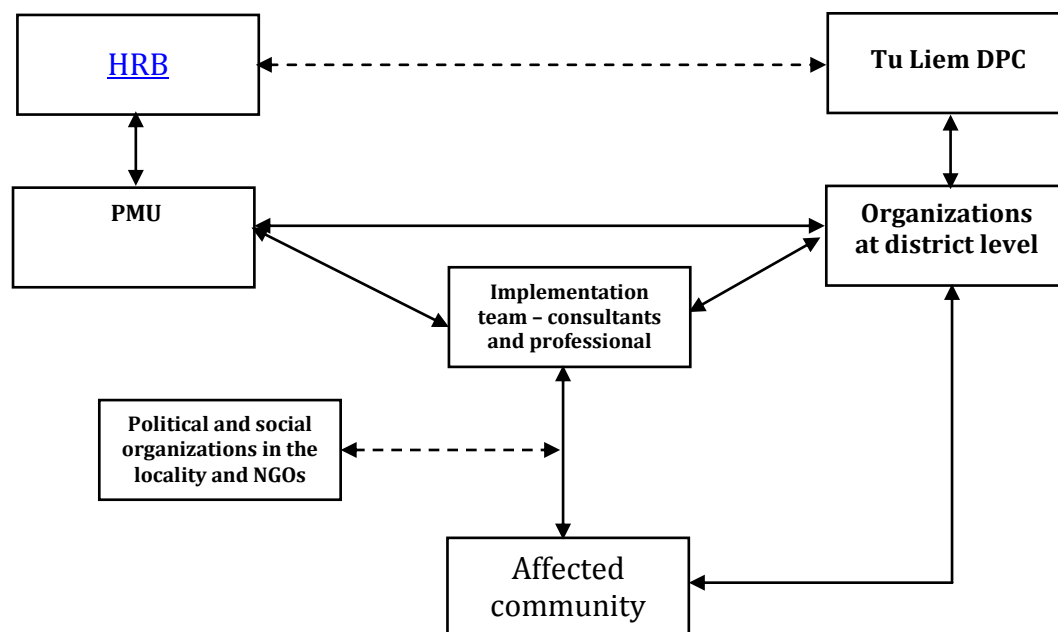 HRB
Tu Liem DPC
PMU
Organizations
at district level
Implementation
team – consultants
and professional
Political and social
organizations in the
locality and NGOs
Affected
community